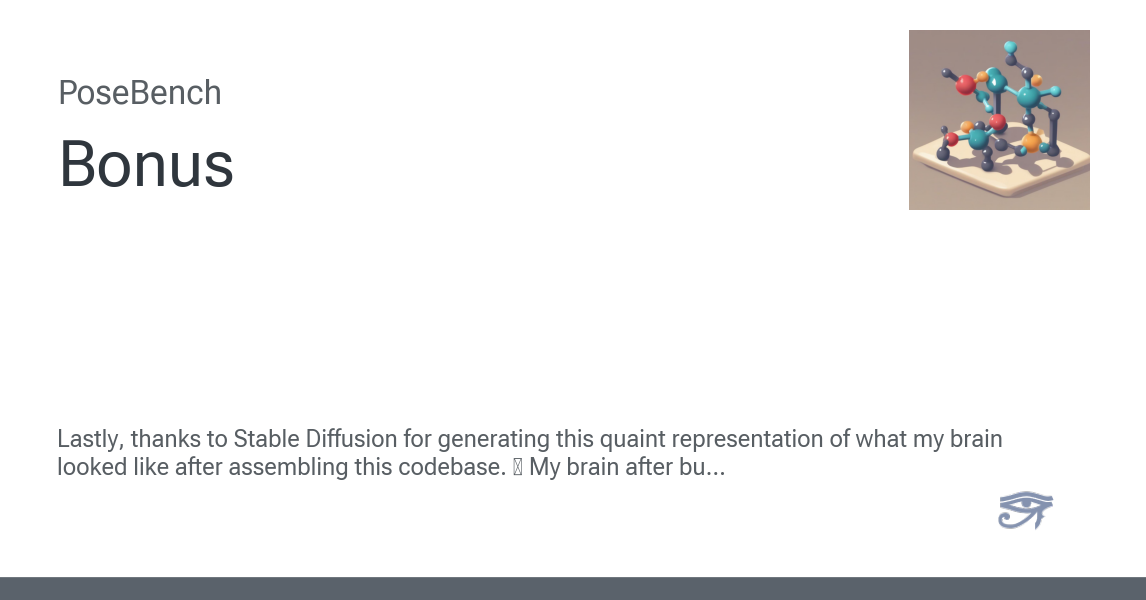 PoseBench
Bonus
Lastly, thanks to Stable Diffusion for generating this quaint representation of what my brain
looked like after assembling this codebase. My brain after bu...